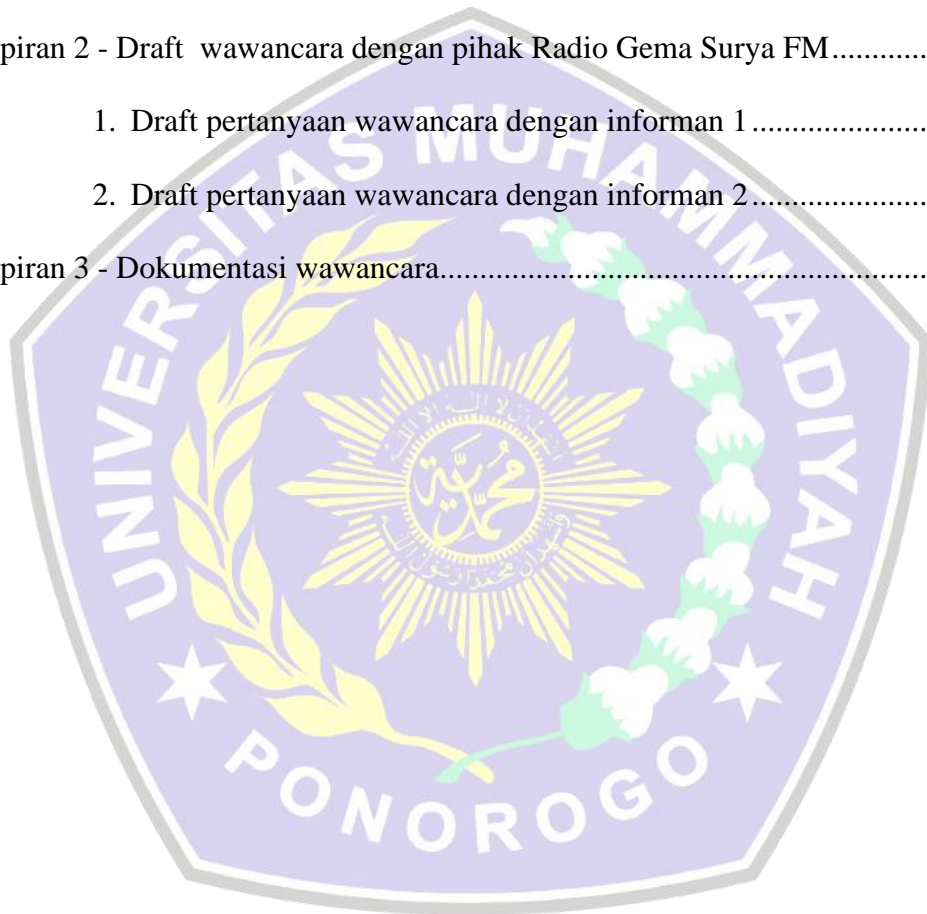 piran 2 - Draft wawancara dengan pihak Radio Gema Surya FM............
1. Draft pertanyaan wawancara dengan informan 1......................
2. Draft pertanyaan wawancara dengan informan 2......................
piran 3 - Dokumentasi wawancara.............................................................
UNIVERSITAS MUHAMMADIYAH
محمدية
PONOROGO